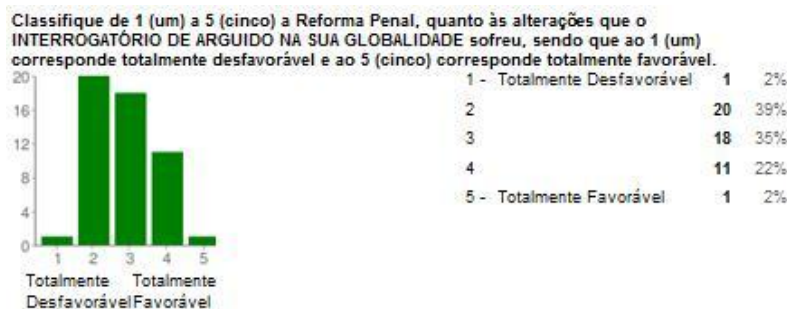 Classifique de 1 (um) a 5 (cinco) a Reforma Penal, quanto às alterações que o
INTERROGATÓRIO DE ARGUIDO NA SUA GLOBALIDADE sofreu, sendo que ao 1 (um)
corresponde totalmente desfavorável e ao 5 (cinco) corresponde totalmente favorável.
20
16
12
8
4
0
1 2 3 4 5
Totalmente Totalmente
Desfavorável Favorável
1 - Totalmente Desfavorável 1 2%
2 20 39%
3 18 35%
4 11 22%
5 - Totalmente Favorável 1 2%